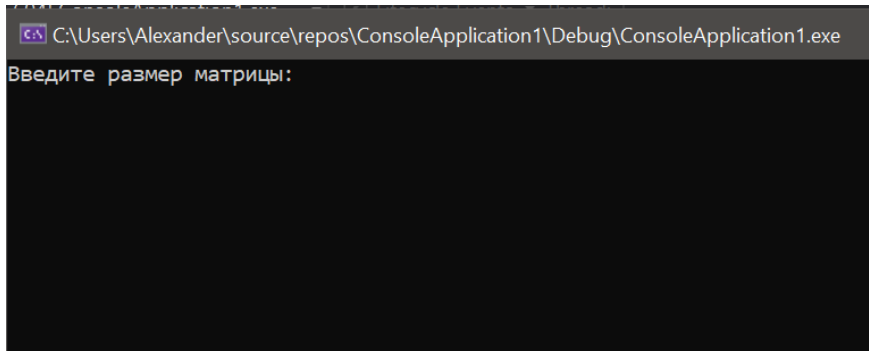 C:\Users\Alexander\source\repos\ConsoleApplication1\Debug\ConsoleApplication1.exe
Введите размер матрицы: